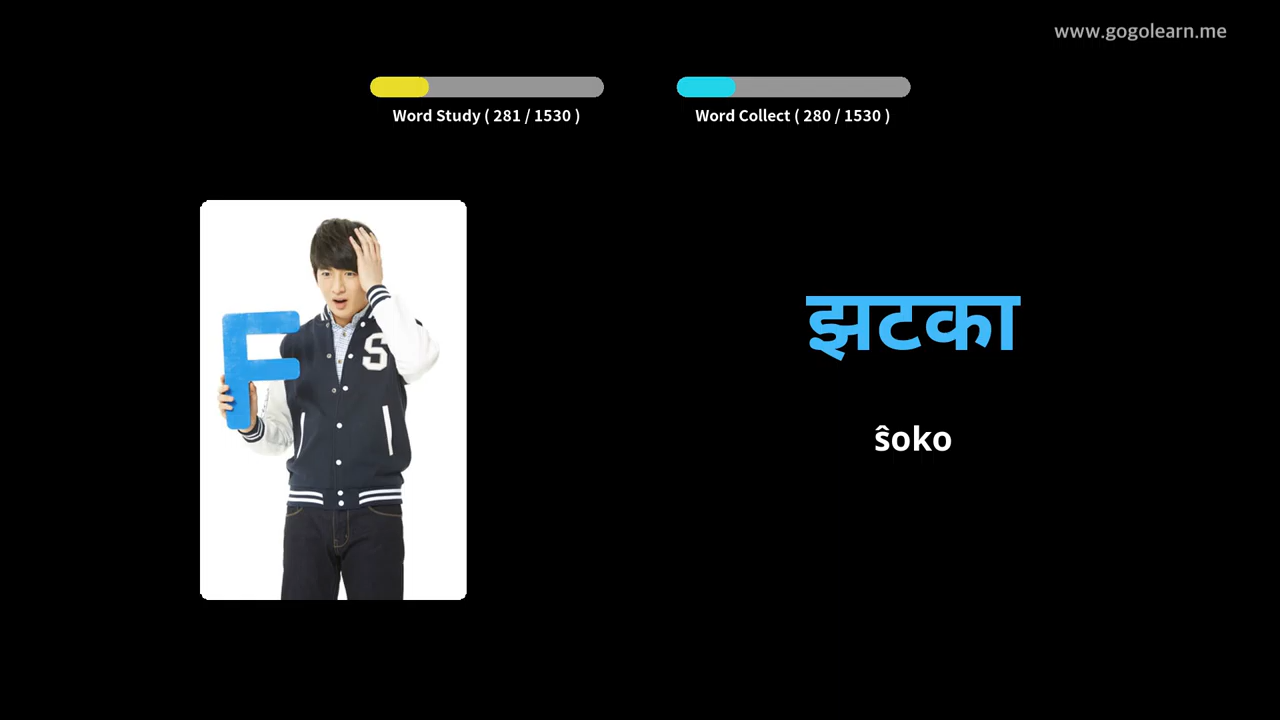 www.gogolearn.me
Word Study ( 281 / 1530 )
Word Collect ( 280 / 1530 )
F
S
झटका
ŝoko